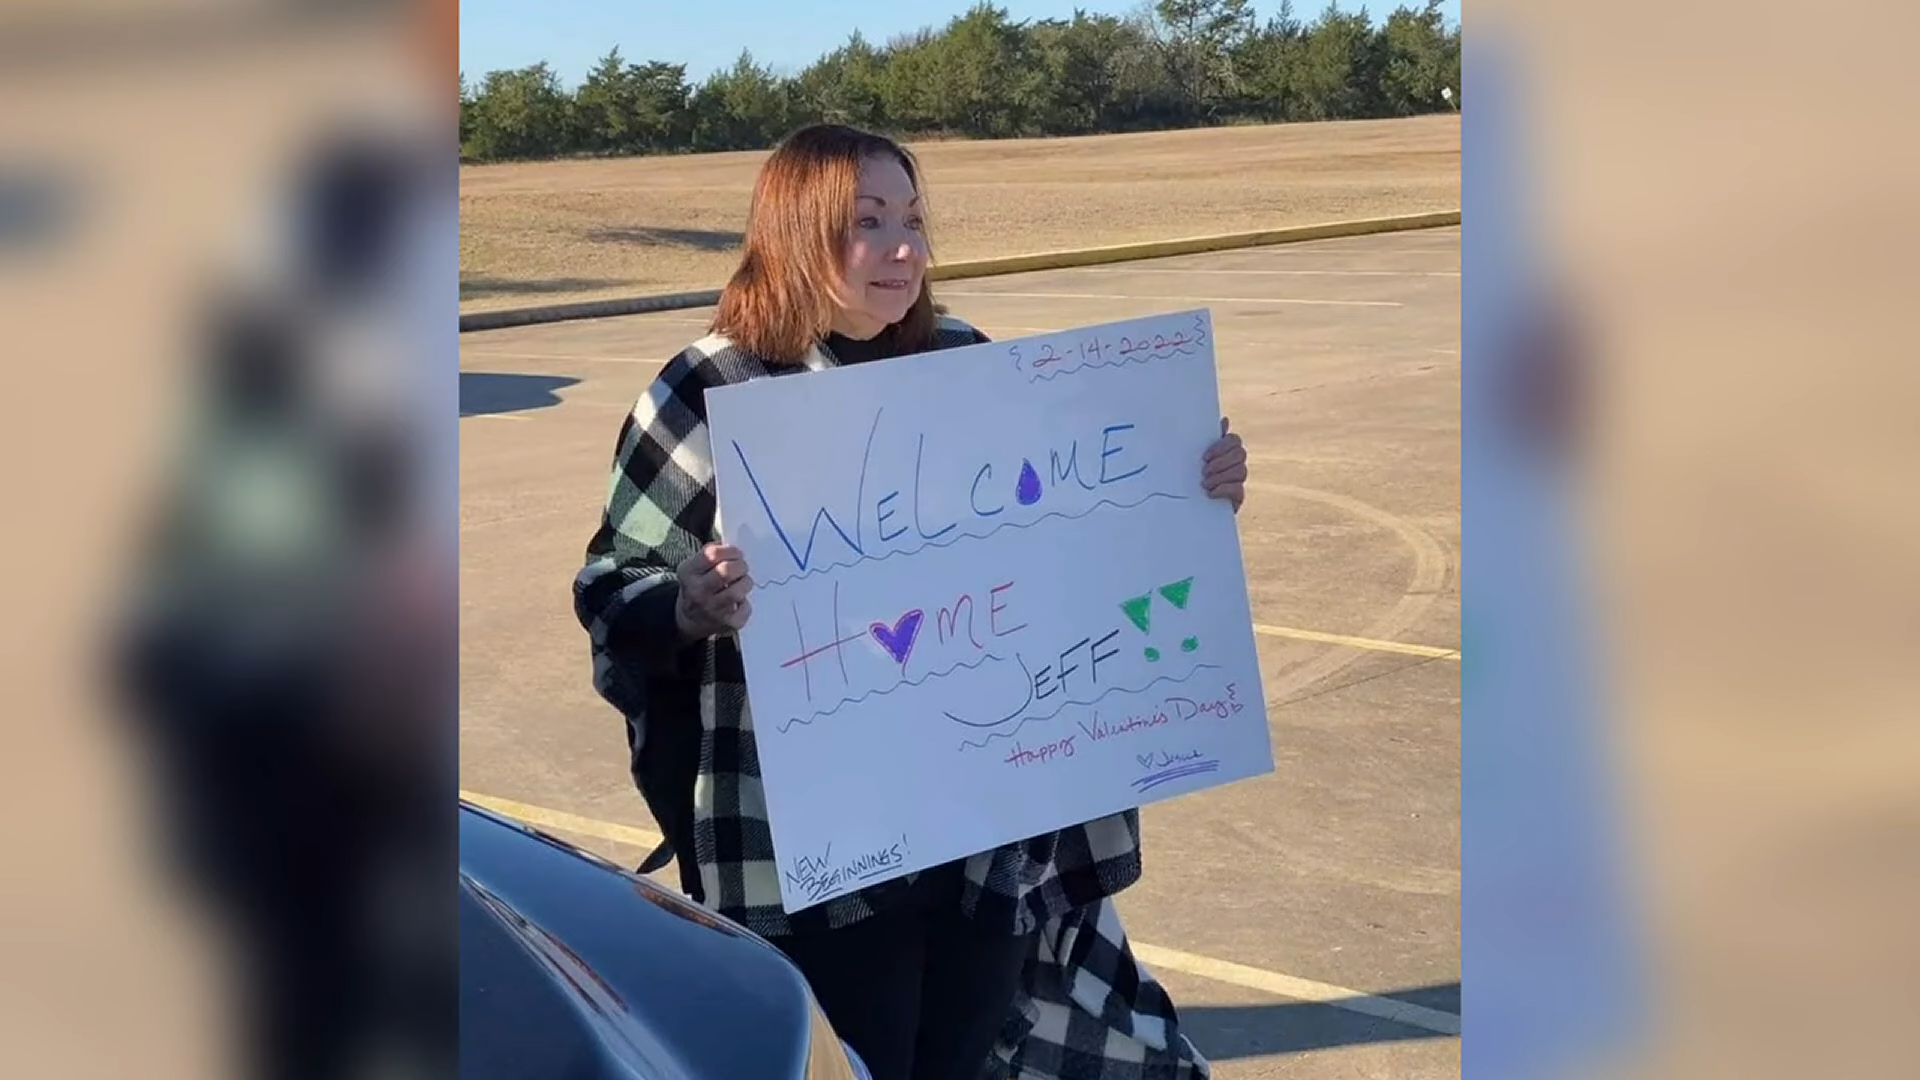 2-14-2022
WELCOME
HOME
JEFF!!
Happy Valentine's Day
NEW
BEGINNINGS!